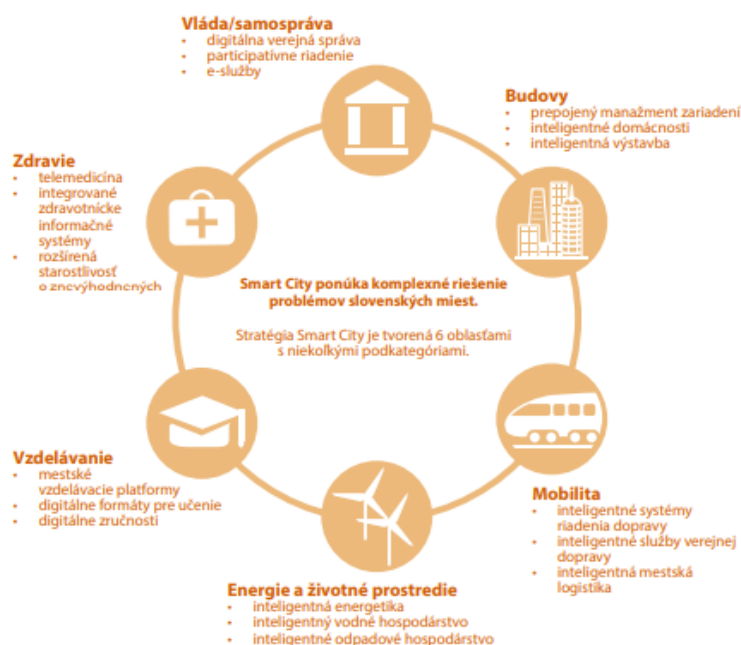 Vláda/samospráva
• digitálna verejná správa
• participatívne riadenie
• e-služby
Budovy
• prepojený manažment zariadení
• inteligentné domácnosti
• inteligentná výstavba
Zdravie
• telemedicína
• integrované
zdravotnícke
informačné
systémy
• rozšírená
starostlivosť
o znevýhodnených
Smart City ponúka komplexné riešenie
problémov slovenských miest.
Stratégia Smart City je tvorená 6 oblasťami
s niekoľkými podkategóriami.
Vzdelávanie
• mestské
vzdelávacie platformy
• digitálne formáty pre učenie
• digitálne zručnosti
Mobilita
• inteligentné systémy
riadenia dopravy
• inteligentné služby verejnej
dopravy
• inteligentná mestská
logistika
Energie a životné prostredie
• inteligentná energetika
• inteligentný vodné hospodárstvo
• inteligentné odpadové hospodárstvo